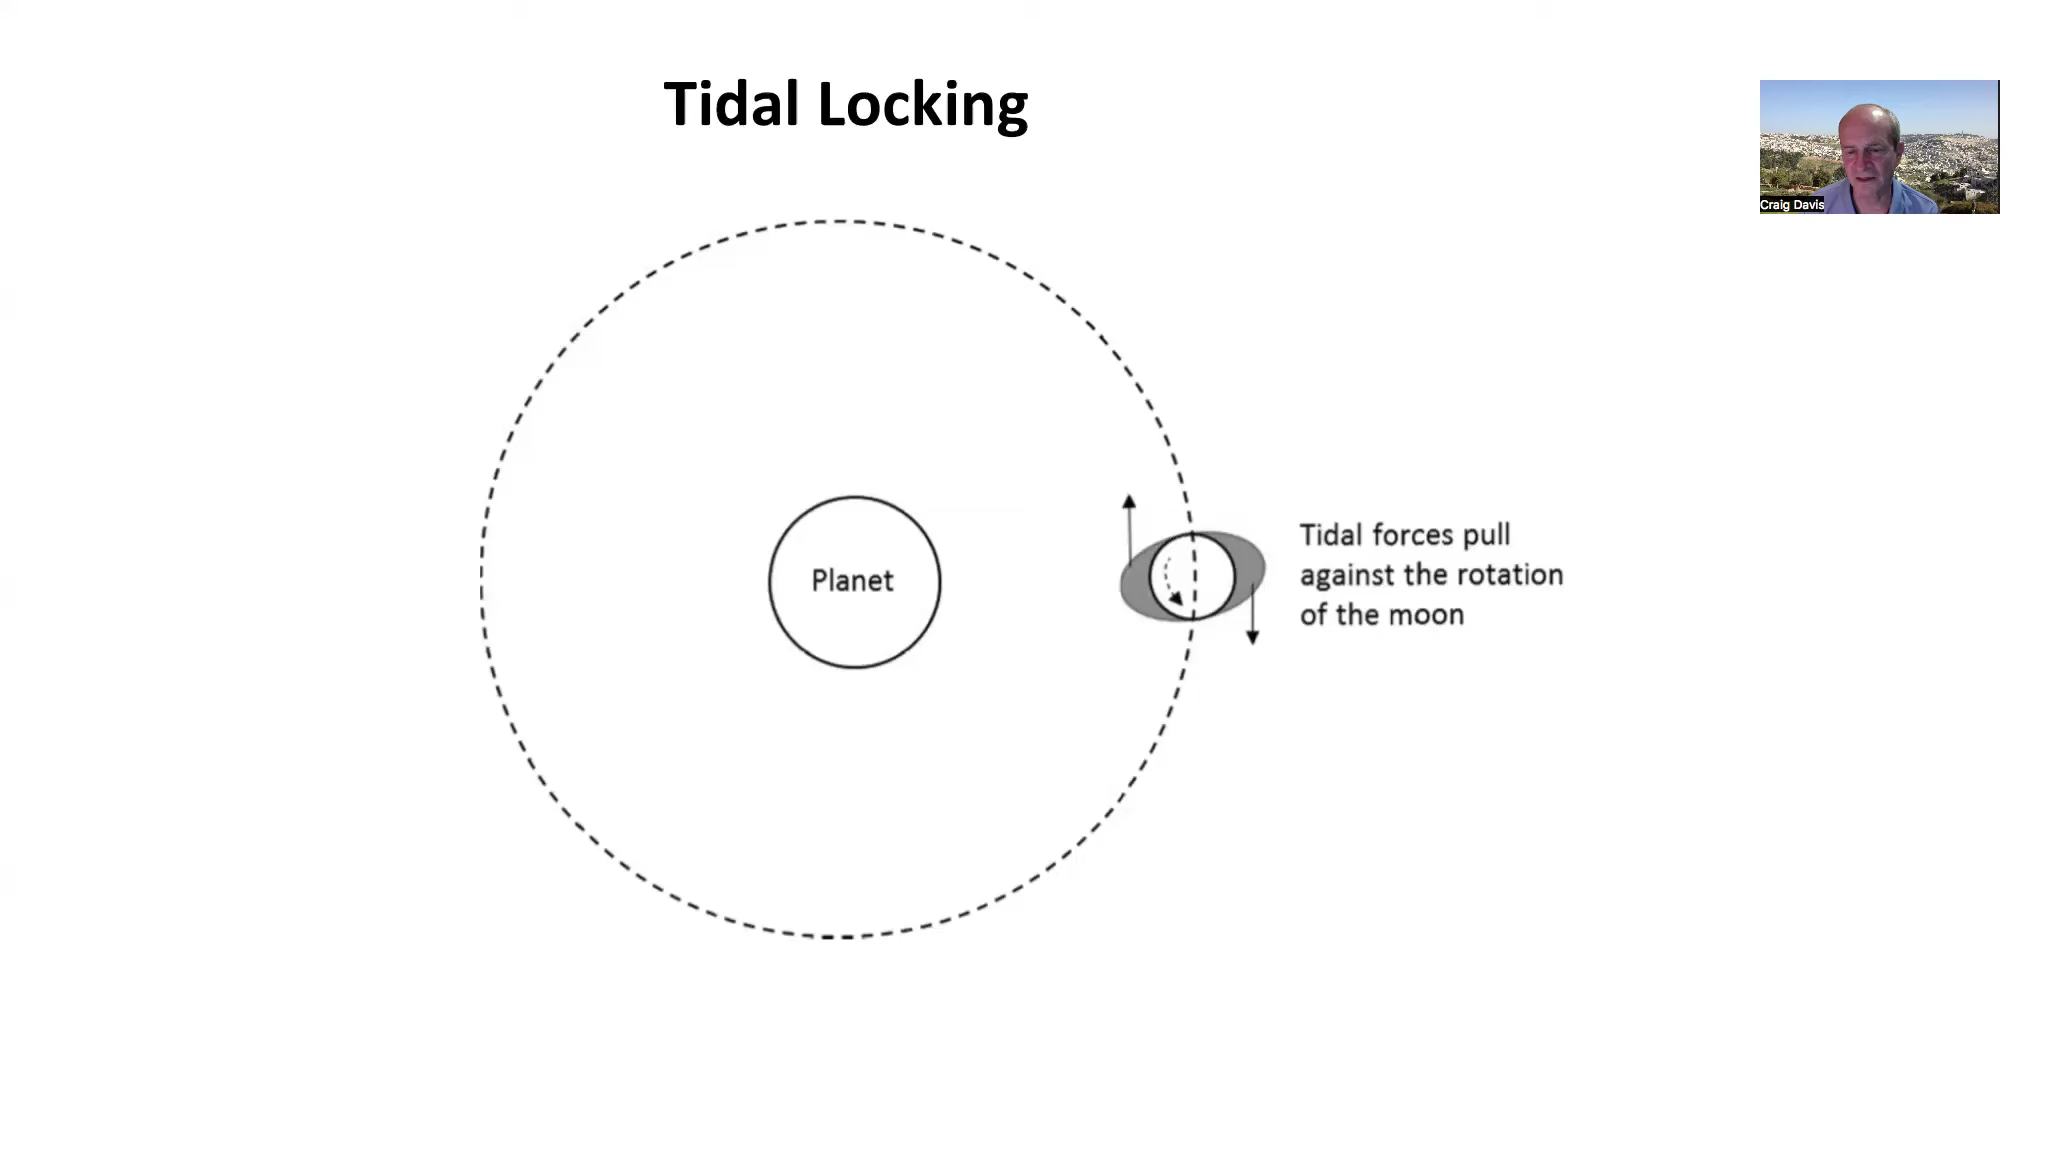 Tidal Locking
Craig Davis
Planet
Tidal forces pull
against the rotation
of the moon